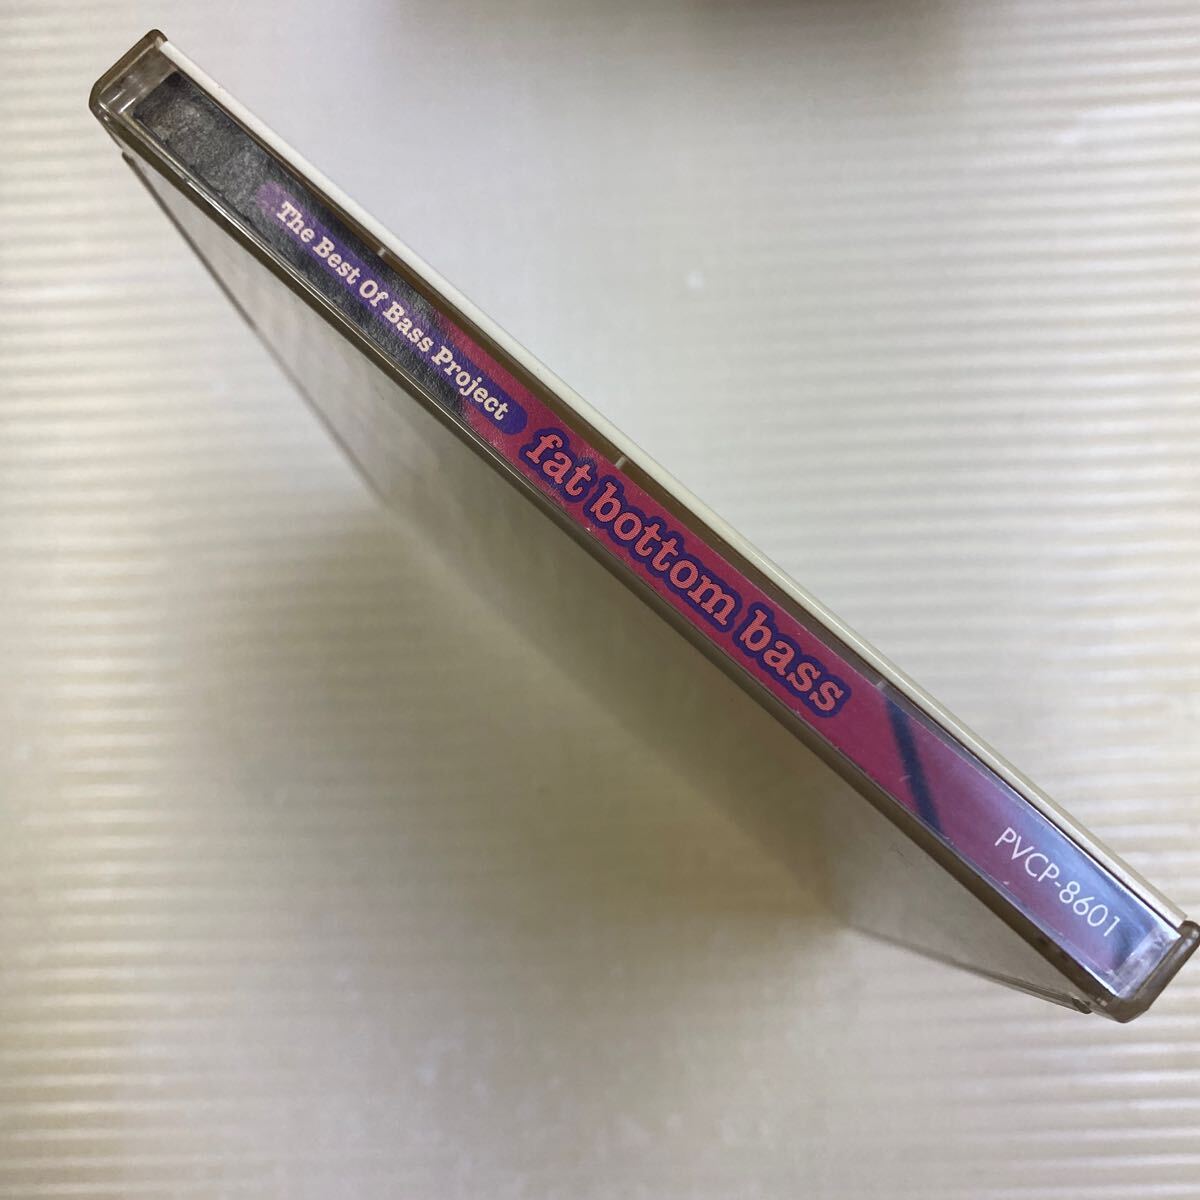 The Best Of Bass Project
fat bottom bass
PVCP-8601